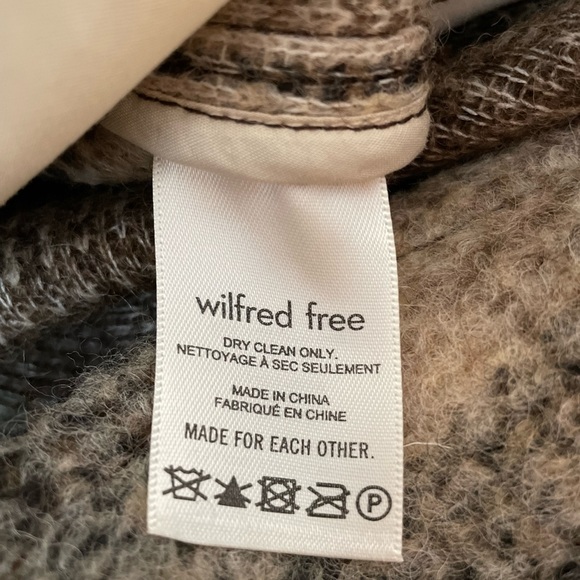 wilfred free
DRY CLEAN ONLY.
NETTOYAGE À SEC SEULEMENT
MADE IN CHINA
FABRIQUÉ EN CHINE
MADE FOR EACH OTHER.
P